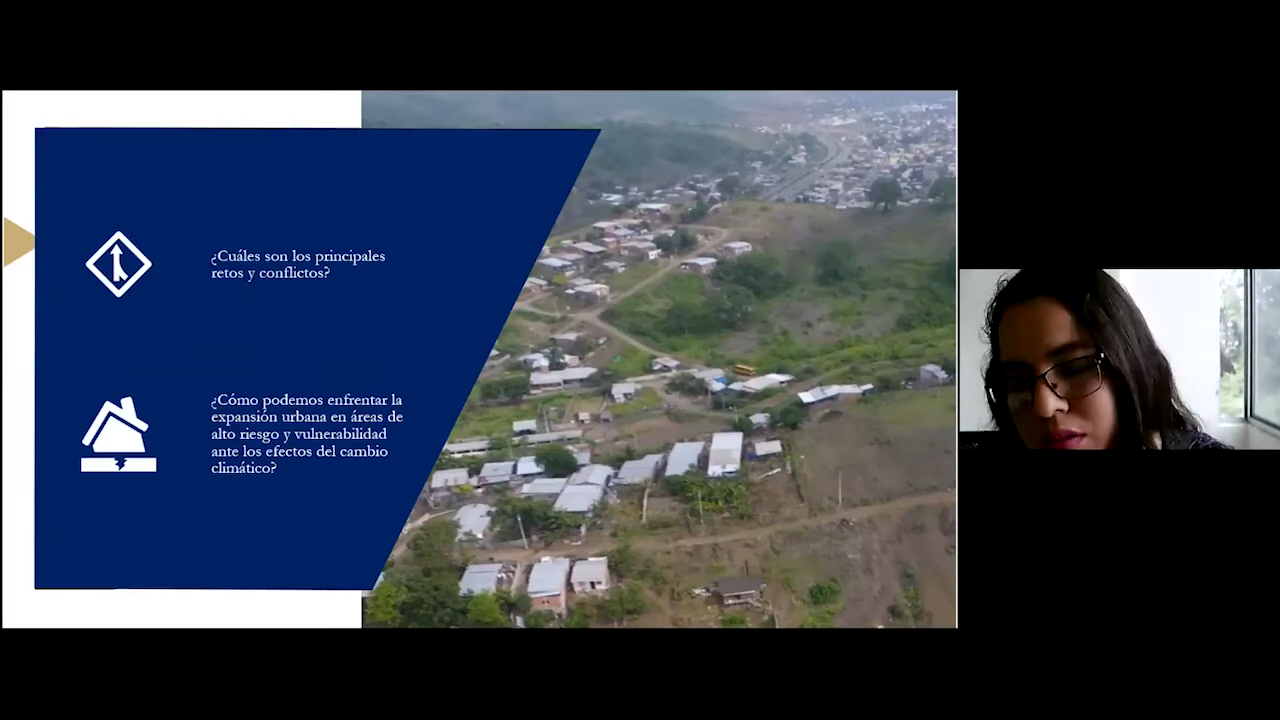 ¿Cuáles son los principales
retos y conflictos?
¿Cómo podemos enfrentar la
expansión urbana en áreas de
alto riesgo y vulnerabilidad
ante los efectos del cambio
climático?